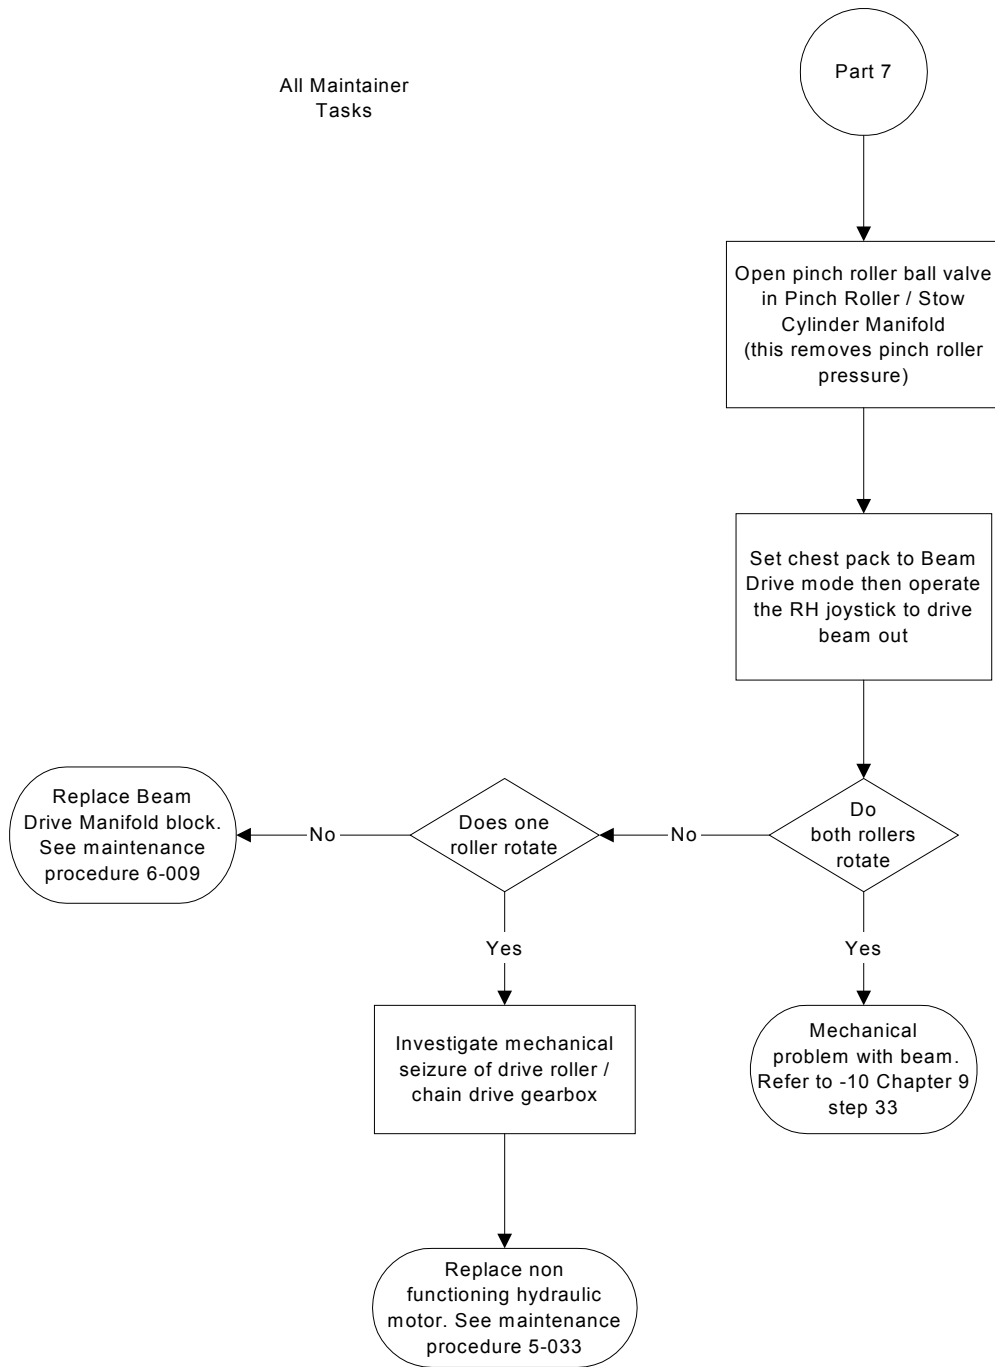 All Maintainer
Tasks
Part 7
Open pinch roller ball valve
in Pinch Roller / Stow
Cylinder Manifold
(this removes pinch roller
pressure)
Set chest pack to Beam
Drive mode then operate
the RH joystick to drive
beam out
Do
both rollers
rotate
No
Does one
roller rotate
No
Replace Beam
Drive Manifold block.
See maintenance
procedure 6-009
Yes
Yes
Investigate mechanical
seizure of drive roller /
chain drive gearbox
Mechanical
problem with beam.
Refer to -10 Chapter 9
step 33
Replace non
functioning hydraulic
motor. See maintenance
procedure 5-033